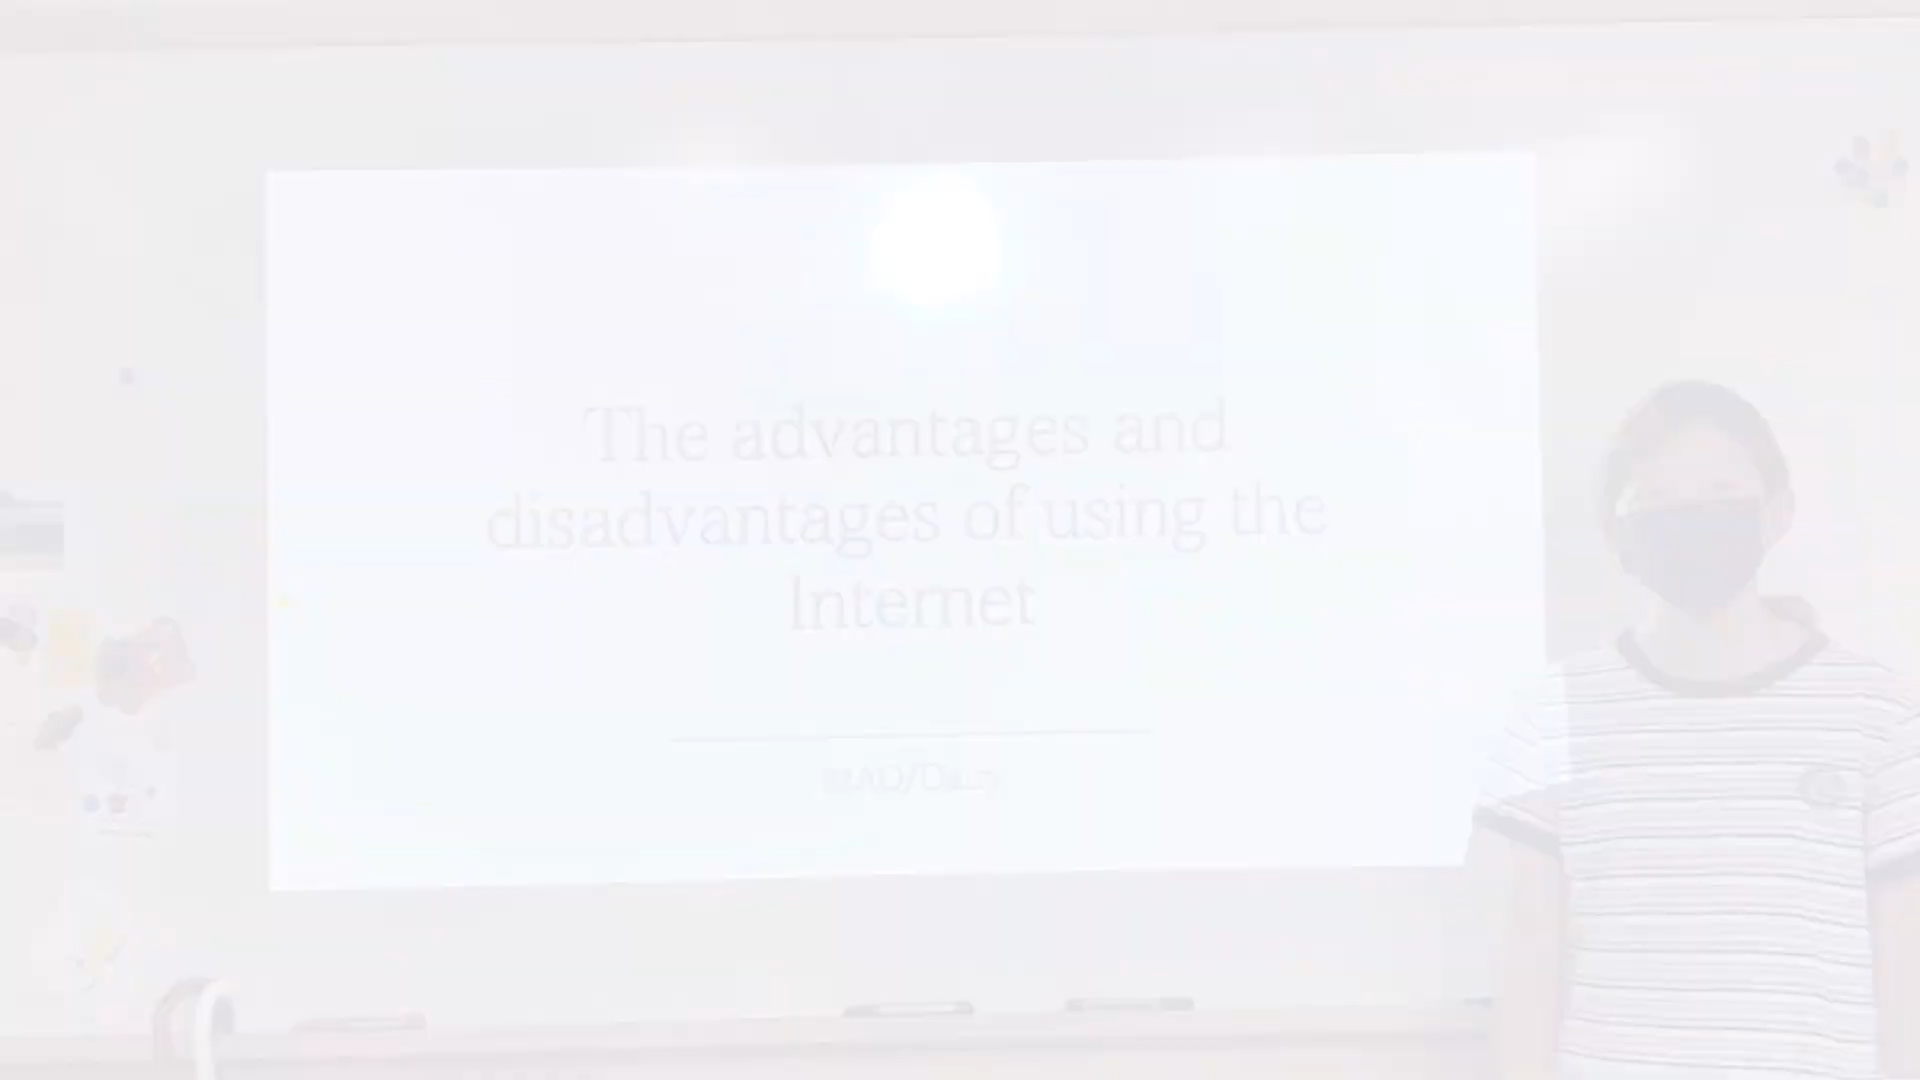 The advantages and
disadvantages of using the
Internet